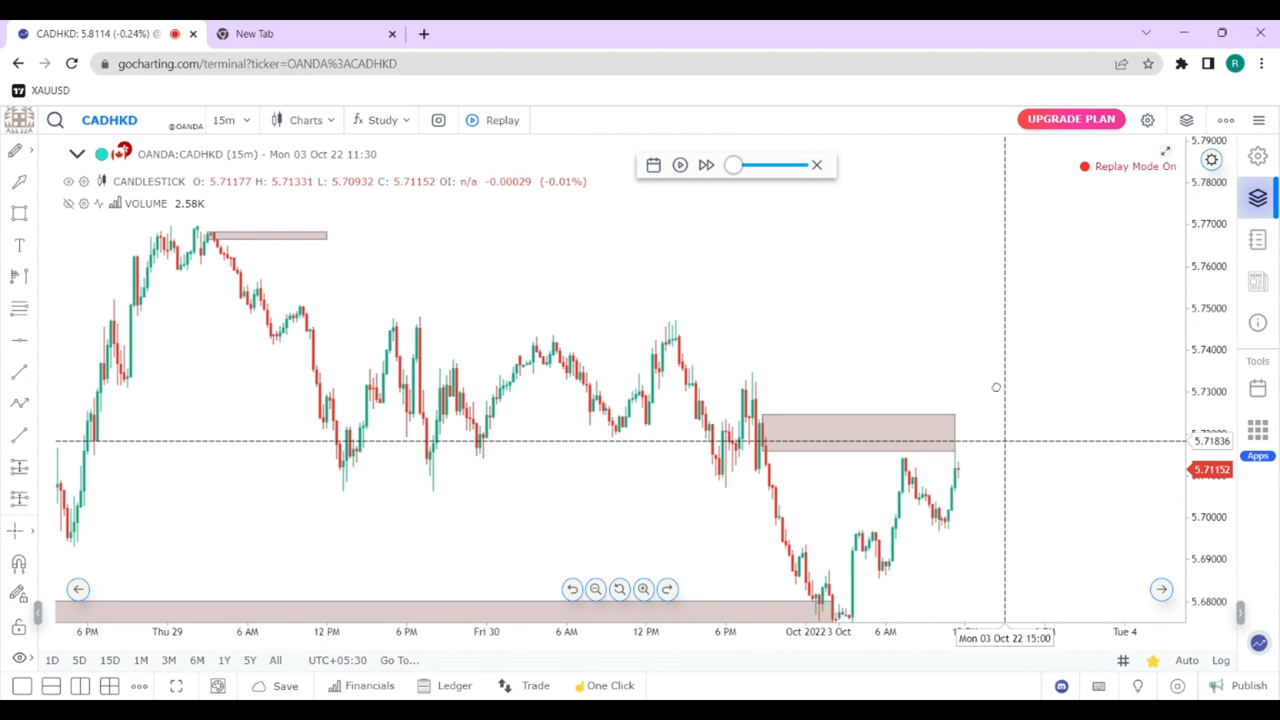 CADHKD: 5.8114 (-0.24%) @
New Tab
gocharting.com/terminal?ticker=OANDA%3ACADHKD
R
XAUUSD
CADHKD @OANDA 15m Charts Study Replay UPGRADE PLAN
OANDA:CADHKD (15m) - Mon 03 Oct 22 11:30
Replay Mode On
CANDLESTICK O: 5.71177 H: 5.71331 L: 5.70932 C: 5.71152 OI: n/a -0.00029 (-0.01%)
VOLUME 2.58K
5.79000
5.78000
5.77000
5.76000
5.75000
5.74000
5.73000
5.71836
5.71152
5.70000
5.69000
5.68000
NEWS
Tools
Apps
6 PM Thu 29 6 AM 12 PM 6 PM Fri 30 6 AM 12 PM 6 PM Oct 2022 3 Oct 6 AM Tue 4
Mon 03 Oct 22 15:00
1D 5D 15D 1M 3M 6M 1Y 5Y All UTC+05:30 Go To... Auto Log
Save Financials Ledger Trade One Click Publish